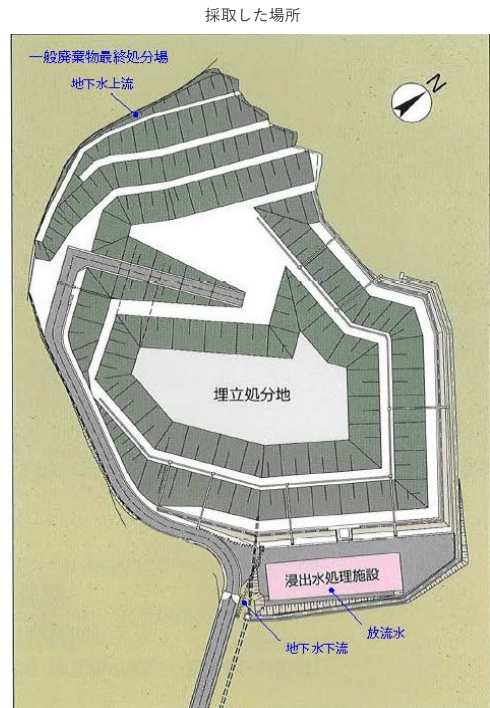 採取した場所
一般廃棄物最終処分場
地下水上流
N
埋立処分地
浸出水処理施設
放流水
地下水下流